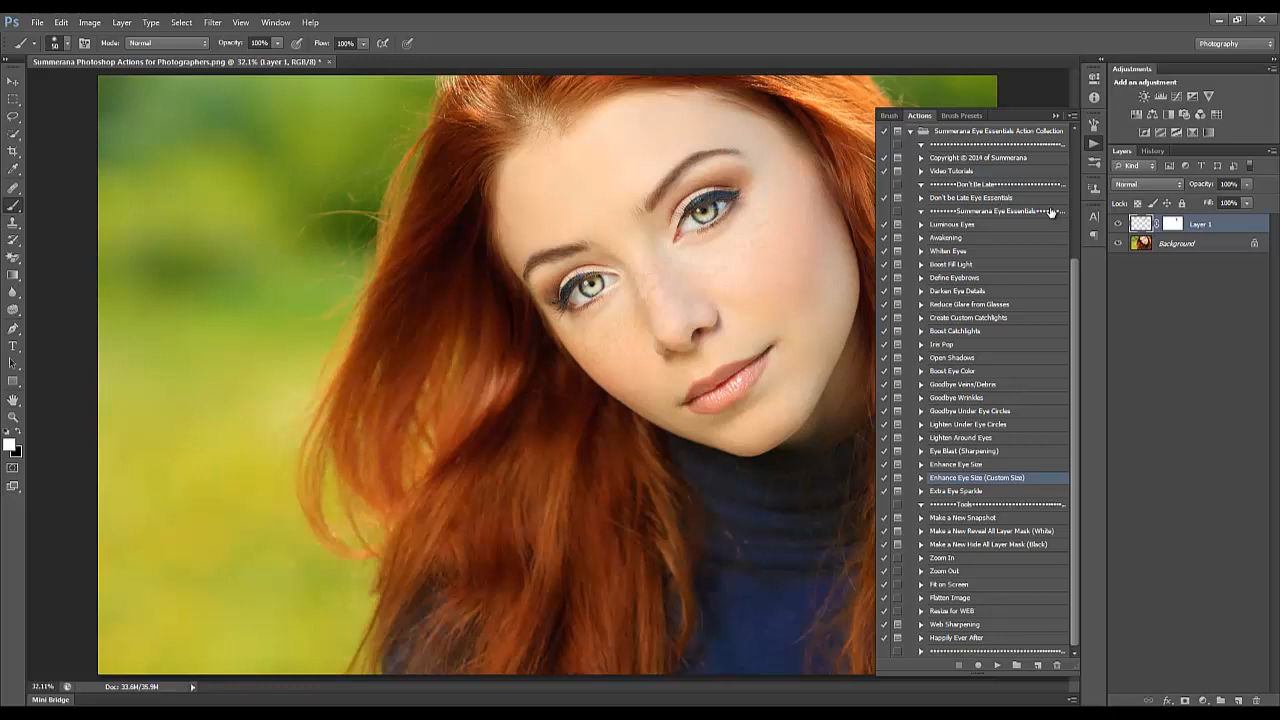 Ps File Edit Image Layer Type Select Filter View Window Help
50 Mode: Normal Opacity: 100% Flow: 100% Photography
Summerana Photoshop Actions for Photographers.png @ 32.1% (Layer 1, RGB/8) * ×
Brush Actions Brush Presets
Summerana Eye Essentials Action Collection
Copyright © 2014 of Summerana
Video Tutorials
Don't Be Late
Don't be Late Eye Essentials
Summerana Eye Essentials
Luminous Eyes
Awakening
Whiten Eyes
Boost Fill Light
Define Eyebrows
Darken Eye Details
Reduce Glare from Glasses
Create Custom Catchlights
Boost Catchlights
Iris Pop
Open Shadows
Boost Eye Color
Goodbye Veins/Debris
Goodbye Wrinkles
Goodbye Under Eye Circles
Lighten Under Eye Circles
Lighten Around Eyes
Eye Blast (Sharpening)
Enhance Eye Size
Enhance Eye Size (Custom Size)
Extra Eye Sparkle
Tools
Make a New Snapshot
Make a New Reveal All Layer Mask (White)
Make a New Hide All Layer Mask (Black)
Zoom In
Zoom Out
Fit on Screen
Flatten Image
Resize for WEB
Web Sharpening
Happily Ever After
Adjustments
Add an adjustment
Layers History
Kind
Normal Opacity: 100%
Lock: Fill: 100%
Layer 1
Background
32.11% Doc: 33.6M/35.9M
Mini Bridge